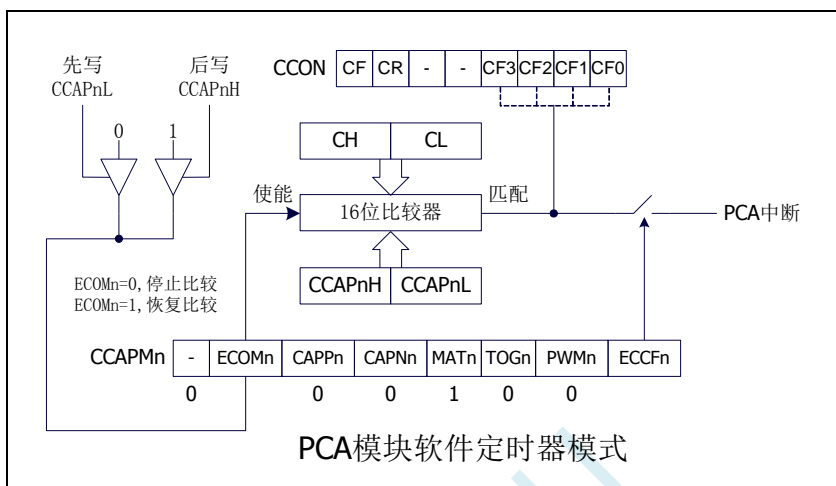 先写 CCAPnL
后写 CCAPnH
CCON CF CR - - CF3 CF2 CF1 CF0
0 1
CH CL
使能
16位比较器
匹配
PCA中断
CCAPnH CCAPnL
ECOMn=0,停止比较
ECOMn=1,恢复比较
CCAPMn - ECOMn CAPPn CAPNn MATn TOGn PWMn ECCFn
0 0 0 1 0 0
PCA模块软件定时器模式